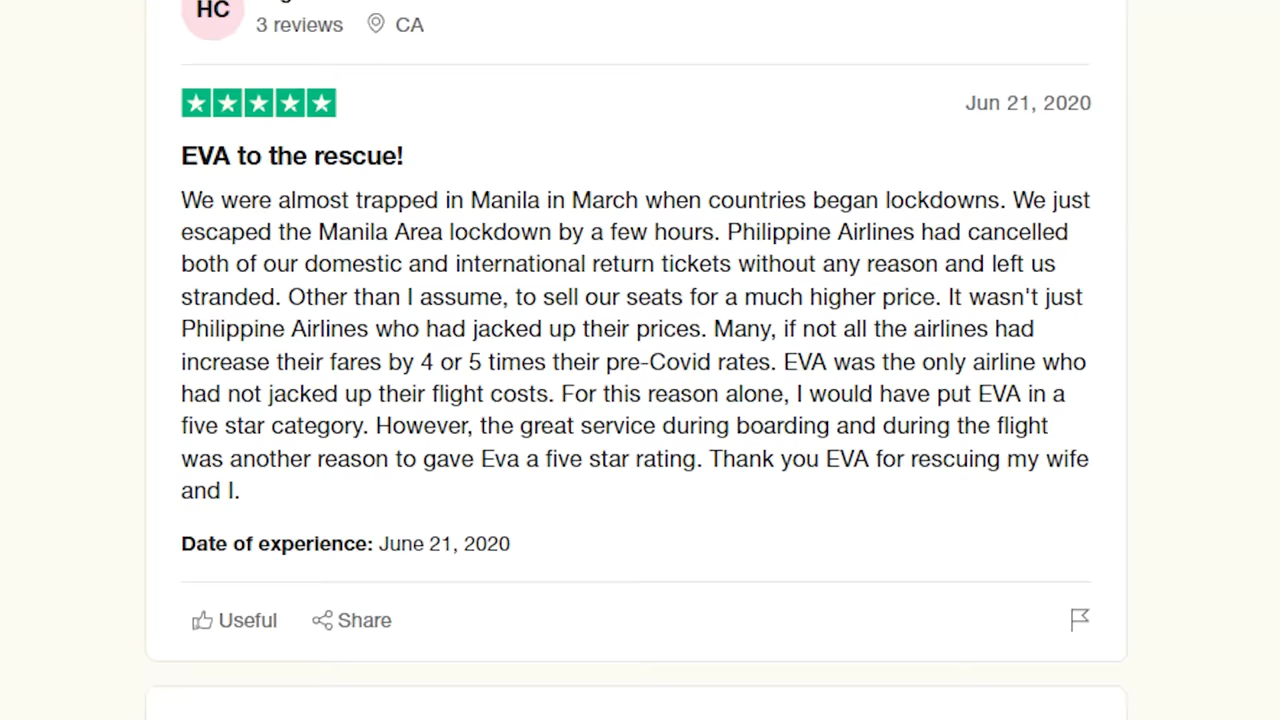 HC
3 reviews CA
Jun 21, 2020
EVA to the rescue!
We were almost trapped in Manila in March when countries began lockdowns. We just
escaped the Manila Area lockdown by a few hours. Philippine Airlines had cancelled
both of our domestic and international return tickets without any reason and left us
stranded. Other than I assume, to sell our seats for a much higher price. It wasn't just
Philippine Airlines who had jacked up their prices. Many, if not all the airlines had
increase their fares by 4 or 5 times their pre-Covid rates. EVA was the only airline who
had not jacked up their flight costs. For this reason alone, I would have put EVA in a
five star category. However, the great service during boarding and during the flight
was another reason to gave Eva a five star rating. Thank you EVA for rescuing my wife
and I.
Date of experience: June 21, 2020
Useful Share